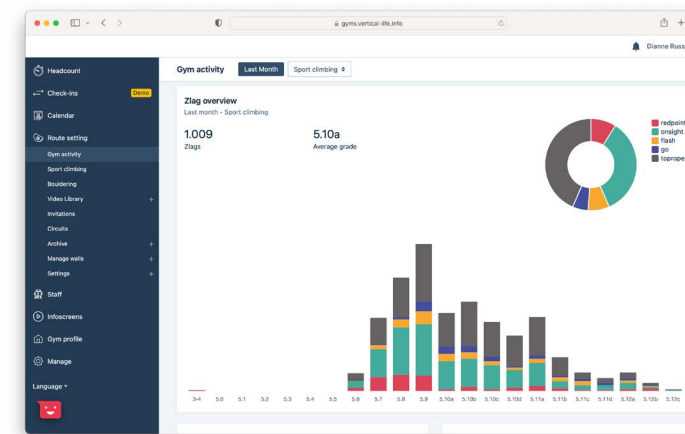 gyms.vertical-life.info
Dianne Russ
Headcount
Check-ins Demo
Calendar
Route setting
Gym activity
Sport climbing
Bouldering
Video Library +
Invitations
Circuits
Archive +
Manage walls +
Settings +
Staff
Infoscreens
Gym profile
Manage
Language
Gym activity Last Month Sport climbing
Zlag overview
Last month - Sport climbing
1.009 5.10a
Zlags Average grade
redpoint
onsight
flash
go
toprope
3-4 5.0 5.1 5.2 5.3 5.4 5.5 5.6 5.7 5.8 5.9 5.10a 5.10b 5.10c 5.10d 5.11a 5.11b 5.11c 5.11d 5.12a 5.12b 5.12c